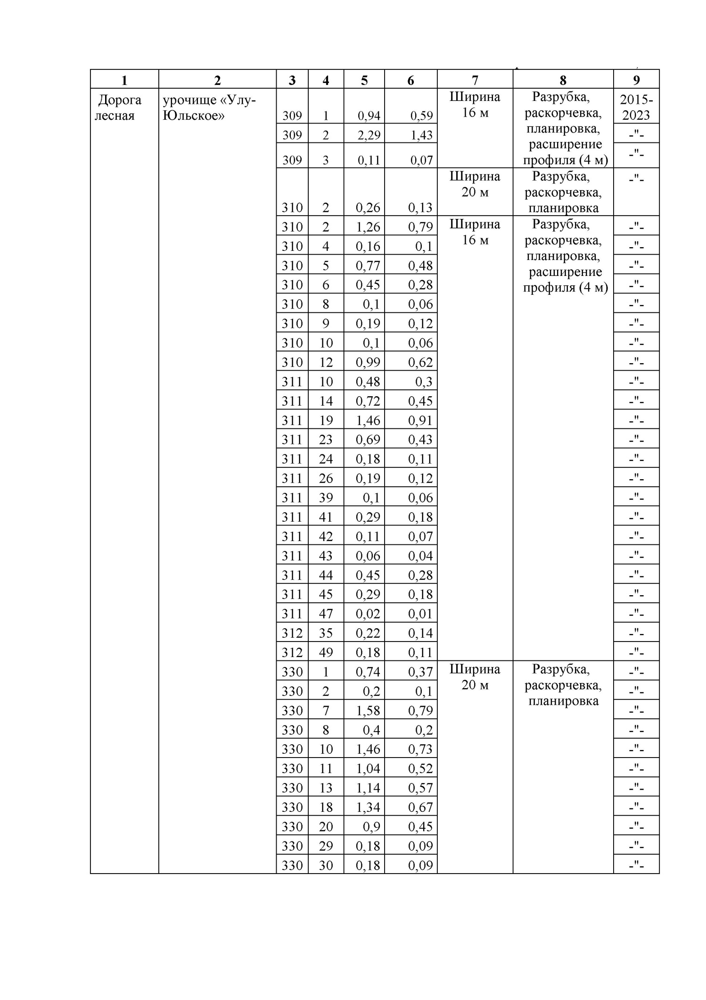 1 2 3 4 5 6 7 8 9
Дорога лесная урочище «Улу-Юльское» 309 1 0,94 0,59 Ширина 16 м Разрубка, раскорчевка, планировка, расширение профиля (4 м) 2015-2023
309 2 2,29 1,43 -"-
309 3 0,11 0,07 -"-
310 2 0,26 0,13 Ширина 20 м Разрубка, раскорчевка, планировка -"-
310 2 1,26 0,79 Ширина 16 м Разрубка, раскорчевка, планировка, расширение профиля (4 м) -"-
310 4 0,16 0,1 -"-
310 5 0,77 0,48 -"-
310 6 0,45 0,28 -"-
310 8 0,1 0,06 -"-
310 9 0,19 0,12 -"-
310 10 0,1 0,06 -"-
310 12 0,99 0,62 -"-
311 10 0,48 0,3 -"-
311 14 0,72 0,45 -"-
311 19 1,46 0,91 -"-
311 23 0,69 0,43 -"-
311 24 0,18 0,11 -"-
311 26 0,19 0,12 -"-
311 39 0,1 0,06 -"-
311 41 0,29 0,18 -"-
311 42 0,11 0,07 -"-
311 43 0,06 0,04 -"-
311 44 0,45 0,28 -"-
311 45 0,29 0,18 -"-
311 47 0,02 0,01 -"-
312 35 0,22 0,14 -"-
312 49 0,18 0,11 -"-
330 1 0,74 0,37 Ширина 20 м Разрубка, раскорчевка, планировка -"-
330 2 0,2 0,1 -"-
330 7 1,58 0,79 -"-
330 8 0,4 0,2 -"-
330 10 1,46 0,73 -"-
330 11 1,04 0,52 -"-
330 13 1,14 0,57 -"-
330 18 1,34 0,67 -"-
330 20 0,9 0,45 -"-
330 29 0,18 0,09 -"-
330 30 0,18 0,09 -"-